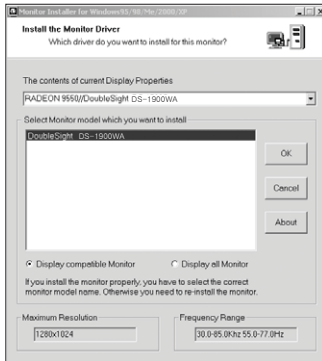 Monitor Installer for Windows95/98/Me/2000/XP
Install the Monitor Driver
Which driver do you want to install for this monitor?
The contents of current Display Properties
RADEON 9550//DoubleSight DS-1900WA
Select Monitor model which you want to install
DoubleSight DS-1900WA
OK
Cancel
About
Display compatible Monitor
Display all Monitor
If you install the monitor properly, you have to select the correct
monitor model name. Otherwise you need to re-install the monitor.
Maximum Resolution
1280x1024
Frequency Range
30.0-85.0Khz 55.0-77.0Hz